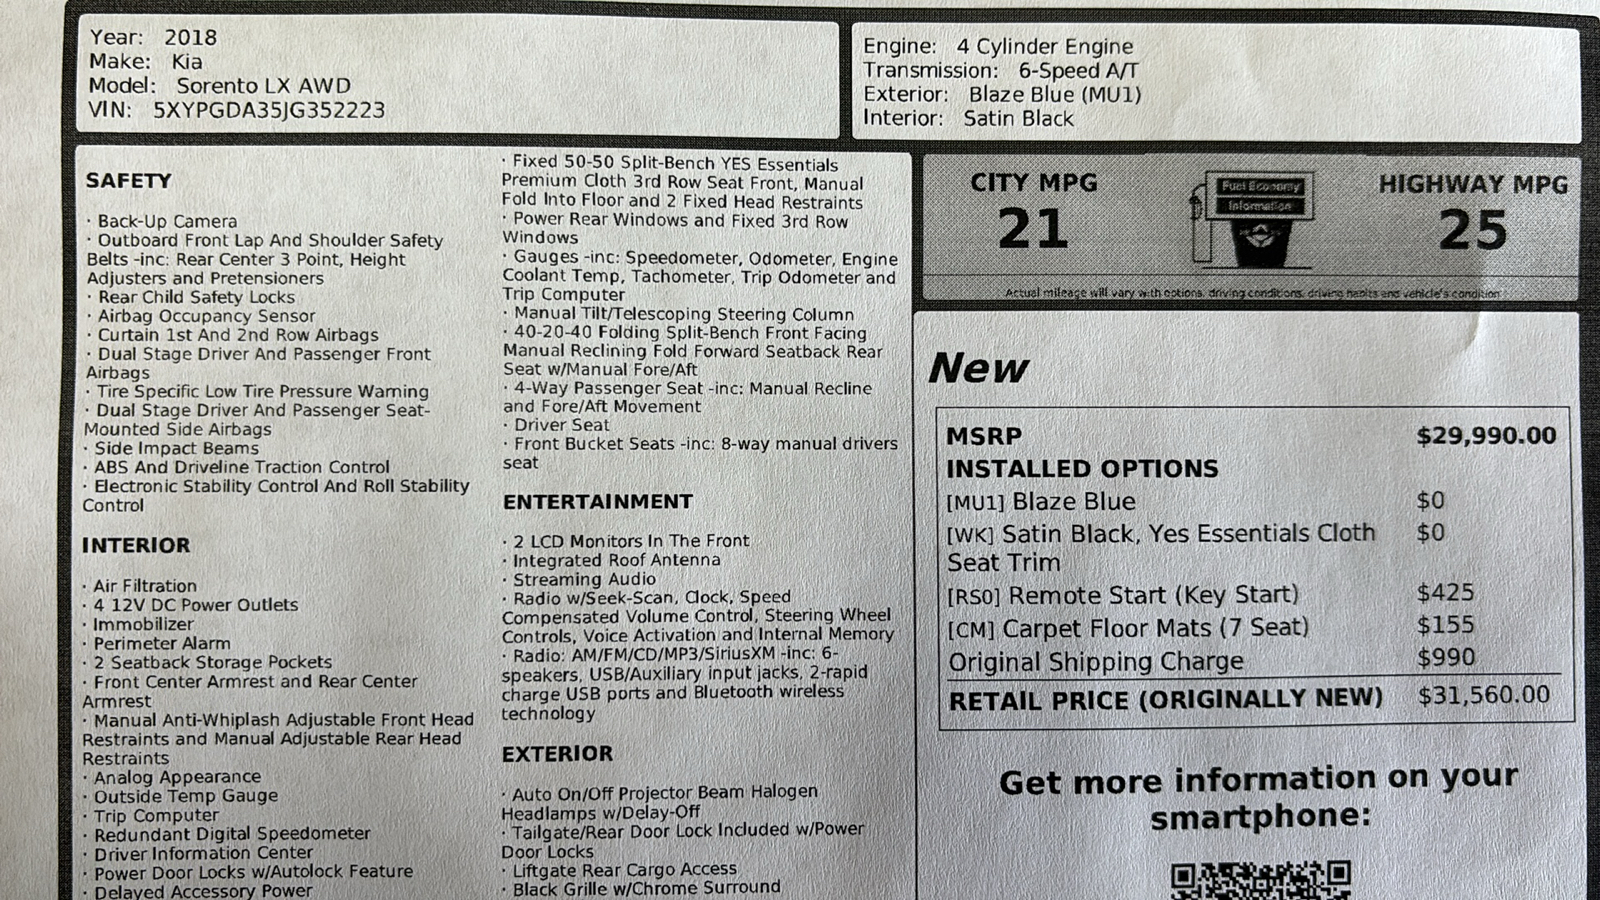 Year: 2018
Make: Kia
Model: Sorento LX AWD
VIN: 5XYPGDA35JG352223
Engine: 4 Cylinder Engine
Transmission: 6-Speed A/T
Exterior: Blaze Blue (MU1)
Interior: Satin Black
SAFETY
· Back-Up Camera
· Outboard Front Lap And Shoulder Safety
Belts -inc: Rear Center 3 Point, Height
Adjusters and Pretensioners
· Rear Child Safety Locks
· Airbag Occupancy Sensor
· Curtain 1st And 2nd Row Airbags
· Dual Stage Driver And Passenger Front
Airbags
· Tire Specific Low Tire Pressure Warning
· Dual Stage Driver And Passenger Seat-
Mounted Side Airbags
· Side Impact Beams
· ABS And Driveline Traction Control
· Electronic Stability Control And Roll Stability
Control
INTERIOR
· Air Filtration
· 4 12V DC Power Outlets
· Immobilizer
· Perimeter Alarm
· 2 Seatback Storage Pockets
· Front Center Armrest and Rear Center
Armrest
· Manual Anti-Whiplash Adjustable Front Head
Restraints and Manual Adjustable Rear Head
Restraints
· Analog Appearance
· Outside Temp Gauge
· Trip Computer
· Redundant Digital Speedometer
· Driver Information Center
· Power Door Locks w/Autolock Feature
· Delayed Accessory Power
· Fixed 50-50 Split-Bench YES Essentials
Premium Cloth 3rd Row Seat Front, Manual
Fold Into Floor and 2 Fixed Head Restraints
· Power Rear Windows and Fixed 3rd Row
Windows
· Gauges -inc: Speedometer, Odometer, Engine
Coolant Temp, Tachometer, Trip Odometer and
Trip Computer
· Manual Tilt/Telescoping Steering Column
· 40-20-40 Folding Split-Bench Front Facing
Manual Reclining Fold Forward Seatback Rear
Seat w/Manual Fore/Aft
· 4-Way Passenger Seat -inc: Manual Recline
and Fore/Aft Movement
· Driver Seat
· Front Bucket Seats -inc: 8-way manual drivers
seat
ENTERTAINMENT
· 2 LCD Monitors In The Front
· Integrated Roof Antenna
· Streaming Audio
· Radio w/Seek-Scan, Clock, Speed
Compensated Volume Control, Steering Wheel
Controls, Voice Activation and Internal Memory
· Radio: AM/FM/CD/MP3/SiriusXM -inc: 6-
speakers, USB/Auxiliary input jacks, 2-rapid
charge USB ports and Bluetooth wireless
technology
EXTERIOR
· Auto On/Off Projector Beam Halogen
Headlamps w/Delay-Off
· Tailgate/Rear Door Lock Included w/Power
Door Locks
· Liftgate Rear Cargo Access
· Black Grille w/Chrome Surround
CITY MPG
21
Fuel Economy
Information
HIGHWAY MPG
25
Actual mileage will vary with options, driving conditions, driving habits and vehicle's condition
New
MSRP $29,990.00
INSTALLED OPTIONS
[MU1] Blaze Blue $0
[WK] Satin Black, Yes Essentials Cloth $0
Seat Trim
[RS0] Remote Start (Key Start) $425
[CM] Carpet Floor Mats (7 Seat) $155
Original Shipping Charge $990
RETAIL PRICE (ORIGINALLY NEW) $31,560.00
Get more information on your
smartphone: